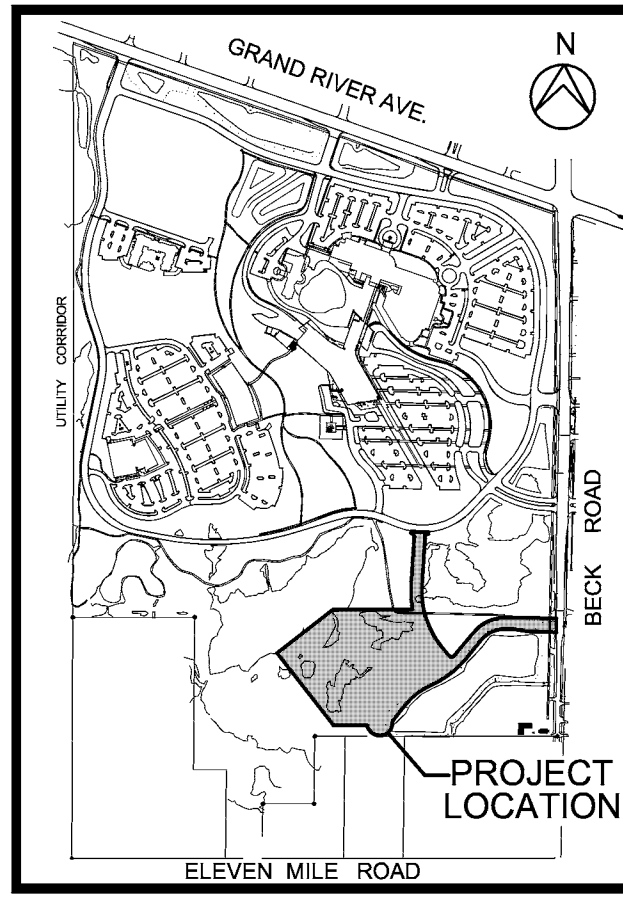 GRAND RIVER AVE.
N
UTILITY CORRIDOR
BECK ROAD
PROJECT
LOCATION
ELEVEN MILE ROAD